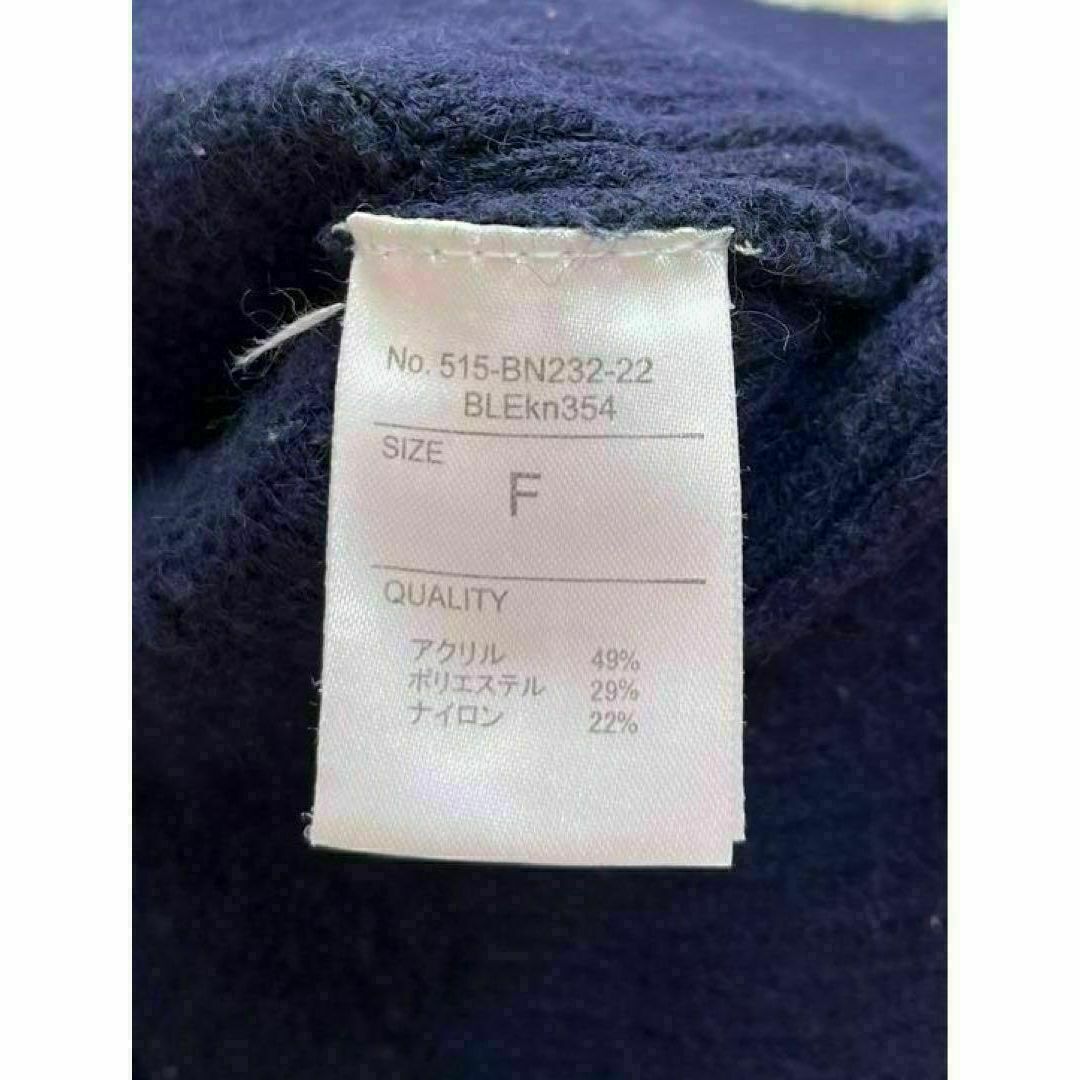 No. 515-BN232-22
BLEkn354
SIZE
F
QUALITY
アクリル 49%
ポリエステル 29%
ナイロン 22%